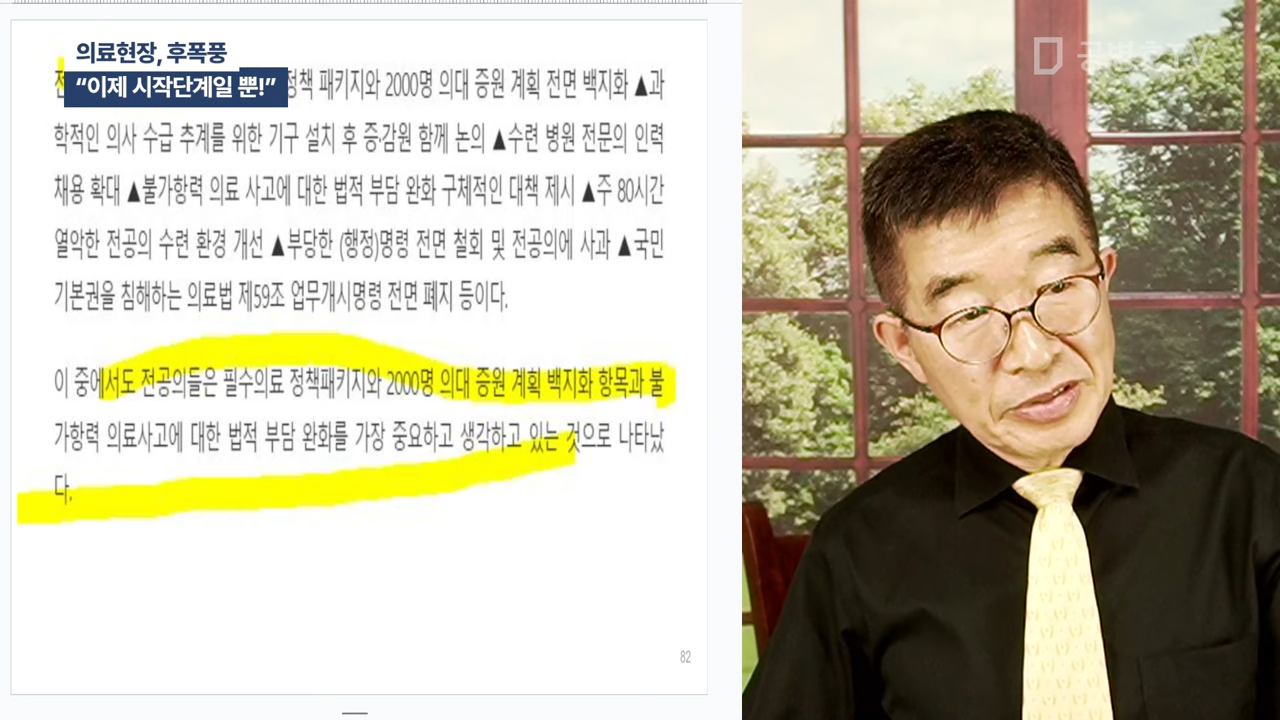 의료현장, 후폭풍
“이제 시작단계일 뿐!”
공병호TV
전 정책 패키지와 2000명 의대 증원 계획 전면 백지화 ▲과
학적인 의사 수급 추계를 위한 기구 설치 후 증·감원 함께 논의 ▲수련 병원 전문의 인력
채용 확대 ▲불가항력 의료 사고에 대한 법적 부담 완화 구체적인 대책 제시 ▲주 80시간
열악한 전공의 수련 환경 개선 ▲부당한 (행정)명령 전면 철회 및 전공의에 사과 ▲국민
기본권을 침해하는 의료법 제59조 업무개시명령 전면 폐지 등이다.
이 중에서도 전공의들은 필수의료 정책패키지와 2000명 의대 증원 계획 백지화 항목과 불
가항력 의료사고에 대한 법적 부담 완화를 가장 중요하고 생각하고 있는 것으로 나타났
다.
82